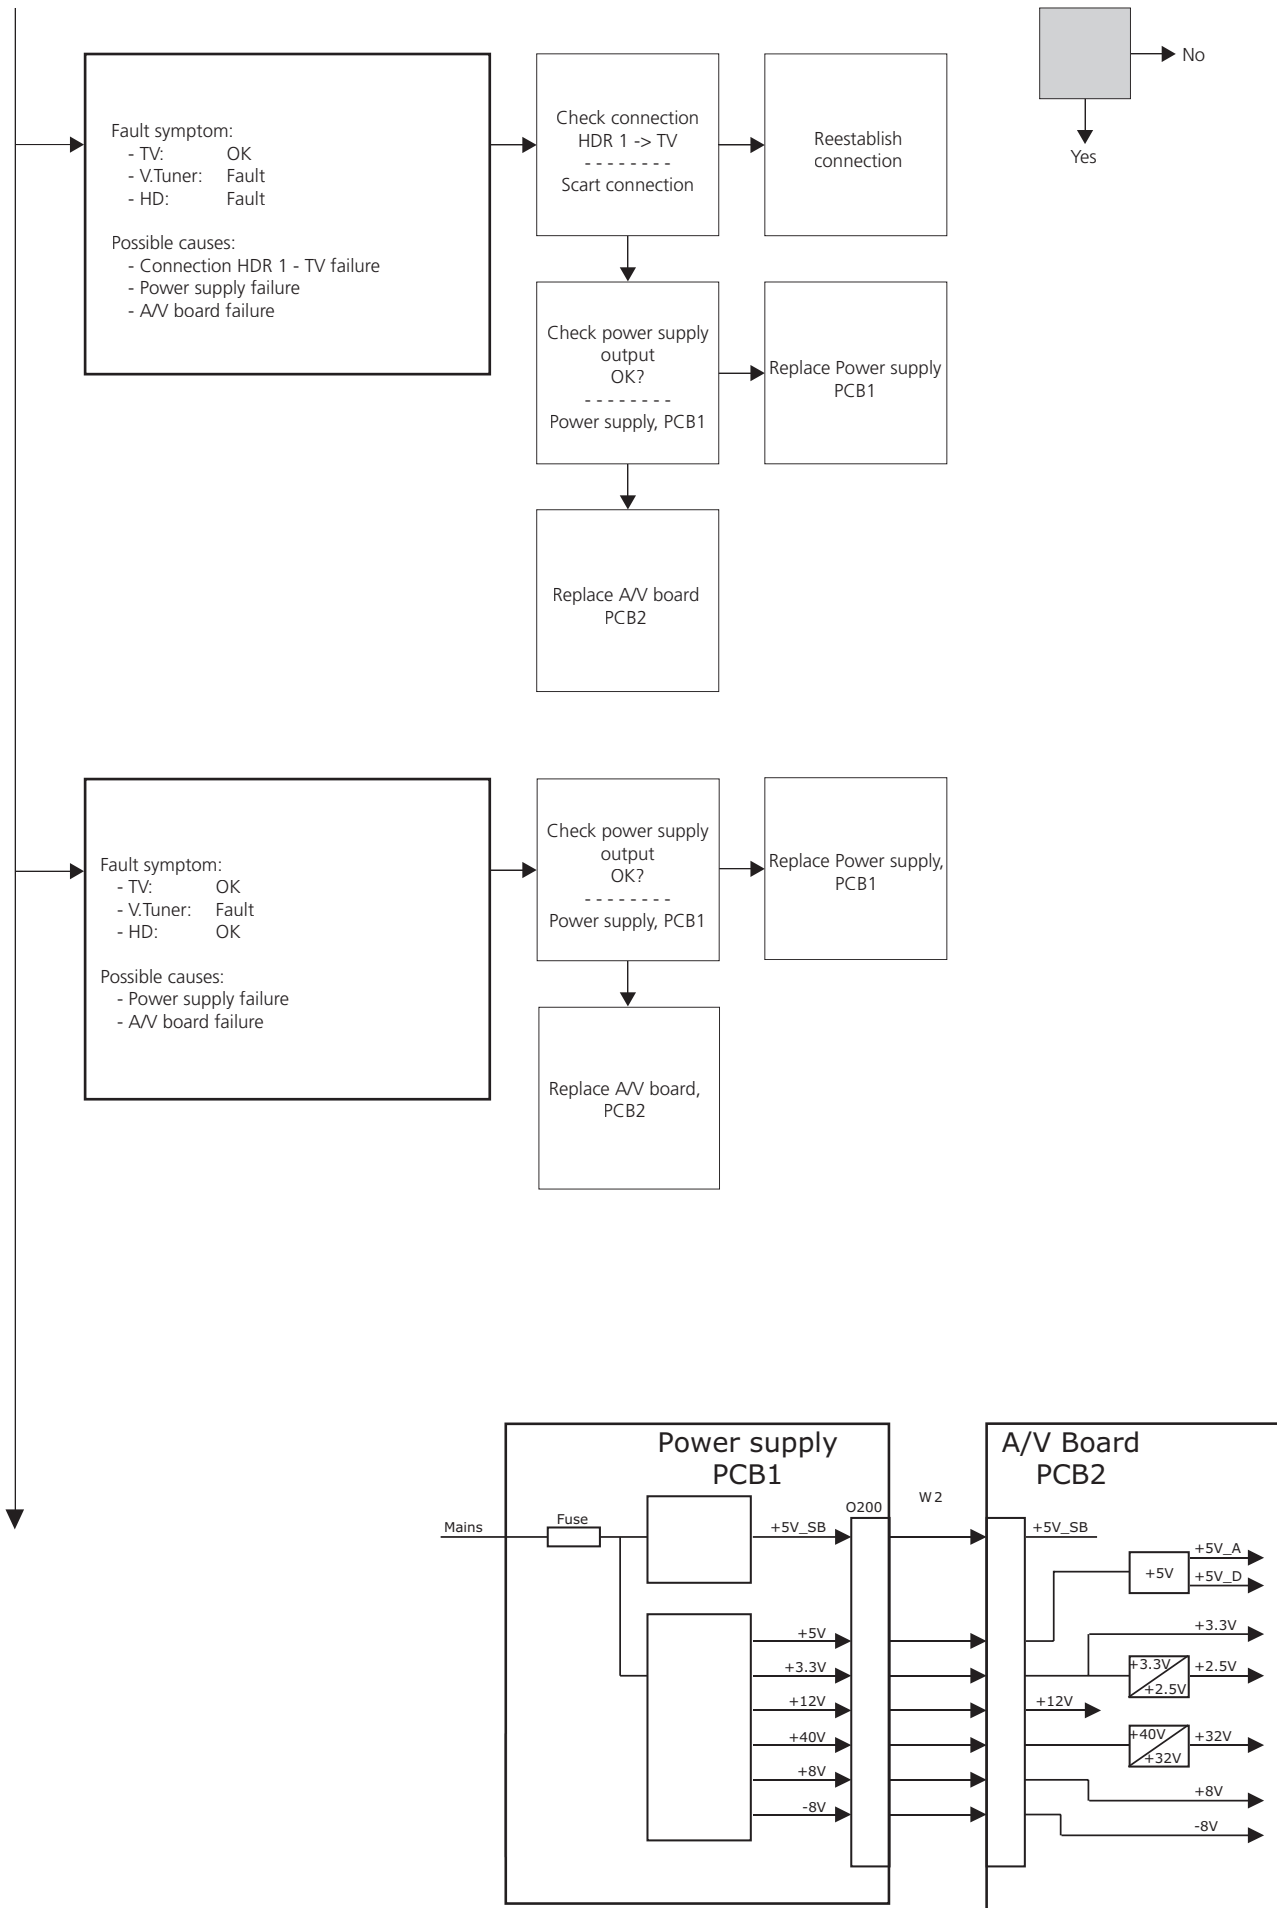 No
Yes
Fault symptom:
- TV: OK
- V.Tuner: Fault
- HD: Fault
Possible causes:
- Connection HDR 1 - TV failure
- Power supply failure
- A/V board failure
Check connection
HDR 1 -> TV
- - - - - - - -
Scart connection
Reestablish
connection
Check power supply
output
OK?
- - - - - - - -
Power supply, PCB1
Replace Power supply
PCB1
Replace A/V board
PCB2
Fault symptom:
- TV: OK
- V.Tuner: Fault
- HD: OK
Possible causes:
- Power supply failure
- A/V board failure
Check power supply
output
OK?
- - - - - - - -
Power supply, PCB1
Replace Power supply,
PCB1
Replace A/V board,
PCB2
Power supply
PCB1
Mains
Fuse
+5V_SB
O200
+5V
+3.3V
+12V
+40V
+8V
-8V
W2
A/V Board
PCB2
+5V_SB
+5V
+5V_A
+5V_D
+3.3V
+3.3V
+2.5V
+2.5V
+12V
+40V
+32V
+32V
+8V
-8V